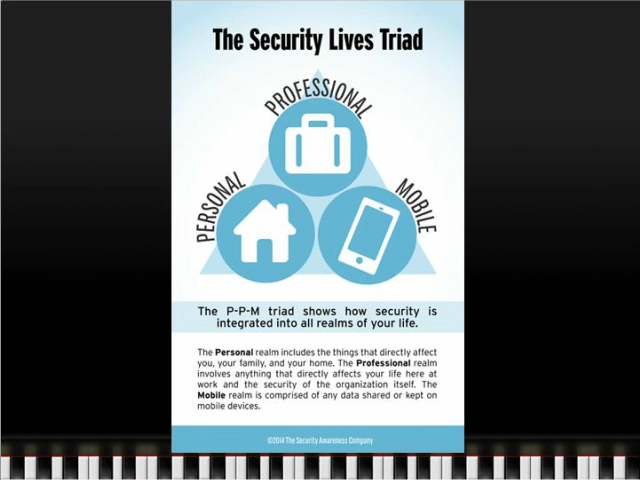 The Security Lives Triad
PROFESSIONAL
PERSONAL
MOBILE
The P-P-M triad shows how security is
integrated into all realms of your life.
The Personal realm includes the things that directly affect
you, your family, and your home. The Professional realm
involves anything that directly affects your life here at
work and the security of the organization itself. The
Mobile realm is comprised of any data shared or kept on
mobile devices.
©2014 The Security Awareness Company